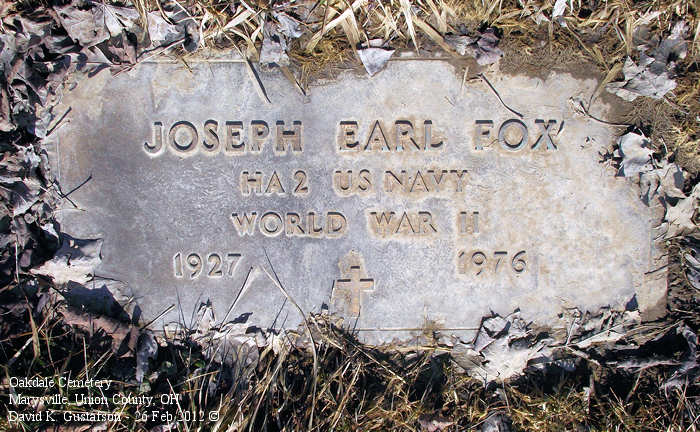 JOSEPH EARL FOX
HA2 US NAVY
WORLD WAR II
1927 1976
Oakdale Cemetery
Marysville, Union County, OH
David K. Gustafson - 26 Feb 2012 ©